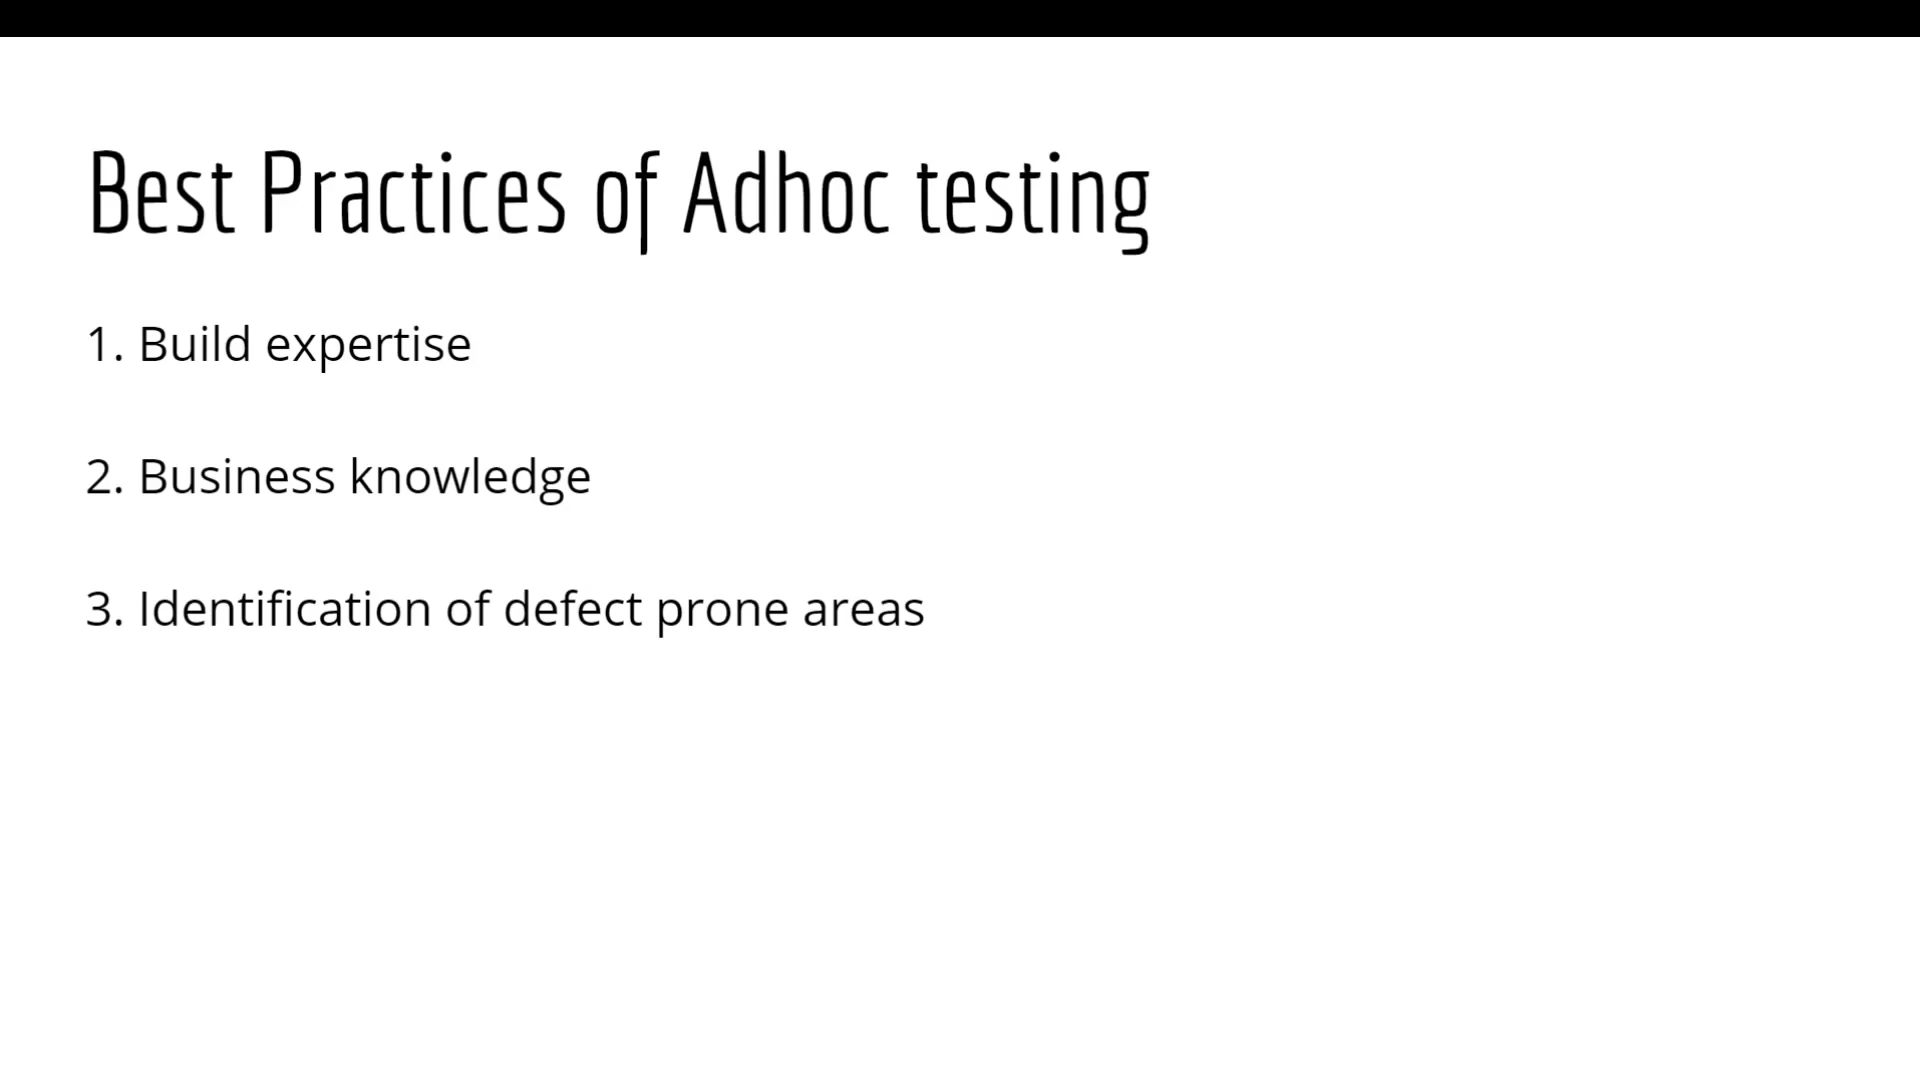 Best Practices of Adhoc testing
1. Build expertise
2. Business knowledge
3. Identification of defect prone areas